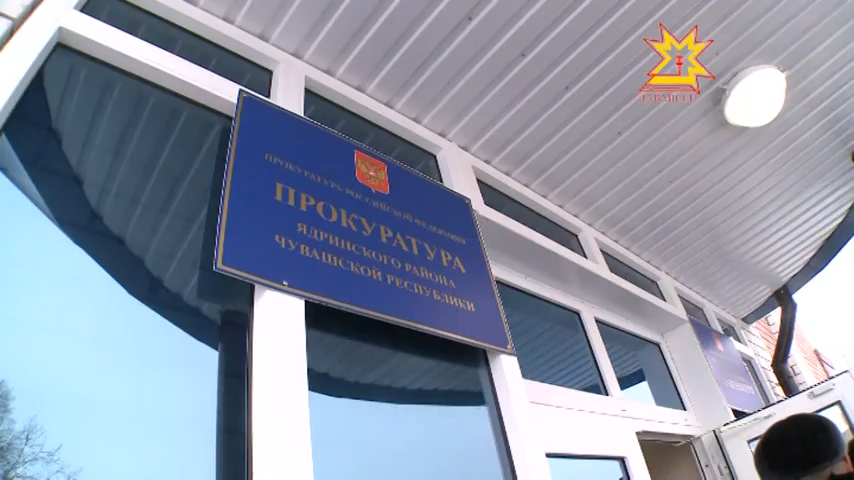 ПРОКУРАТУРА РОССИЙСКОЙ ФЕДЕРАЦИИ
ПРОКУРАТУРА
ЯДРИНСКОГО РАЙОНА
ЧУВАШСКОЙ РЕСПУБЛИКИ